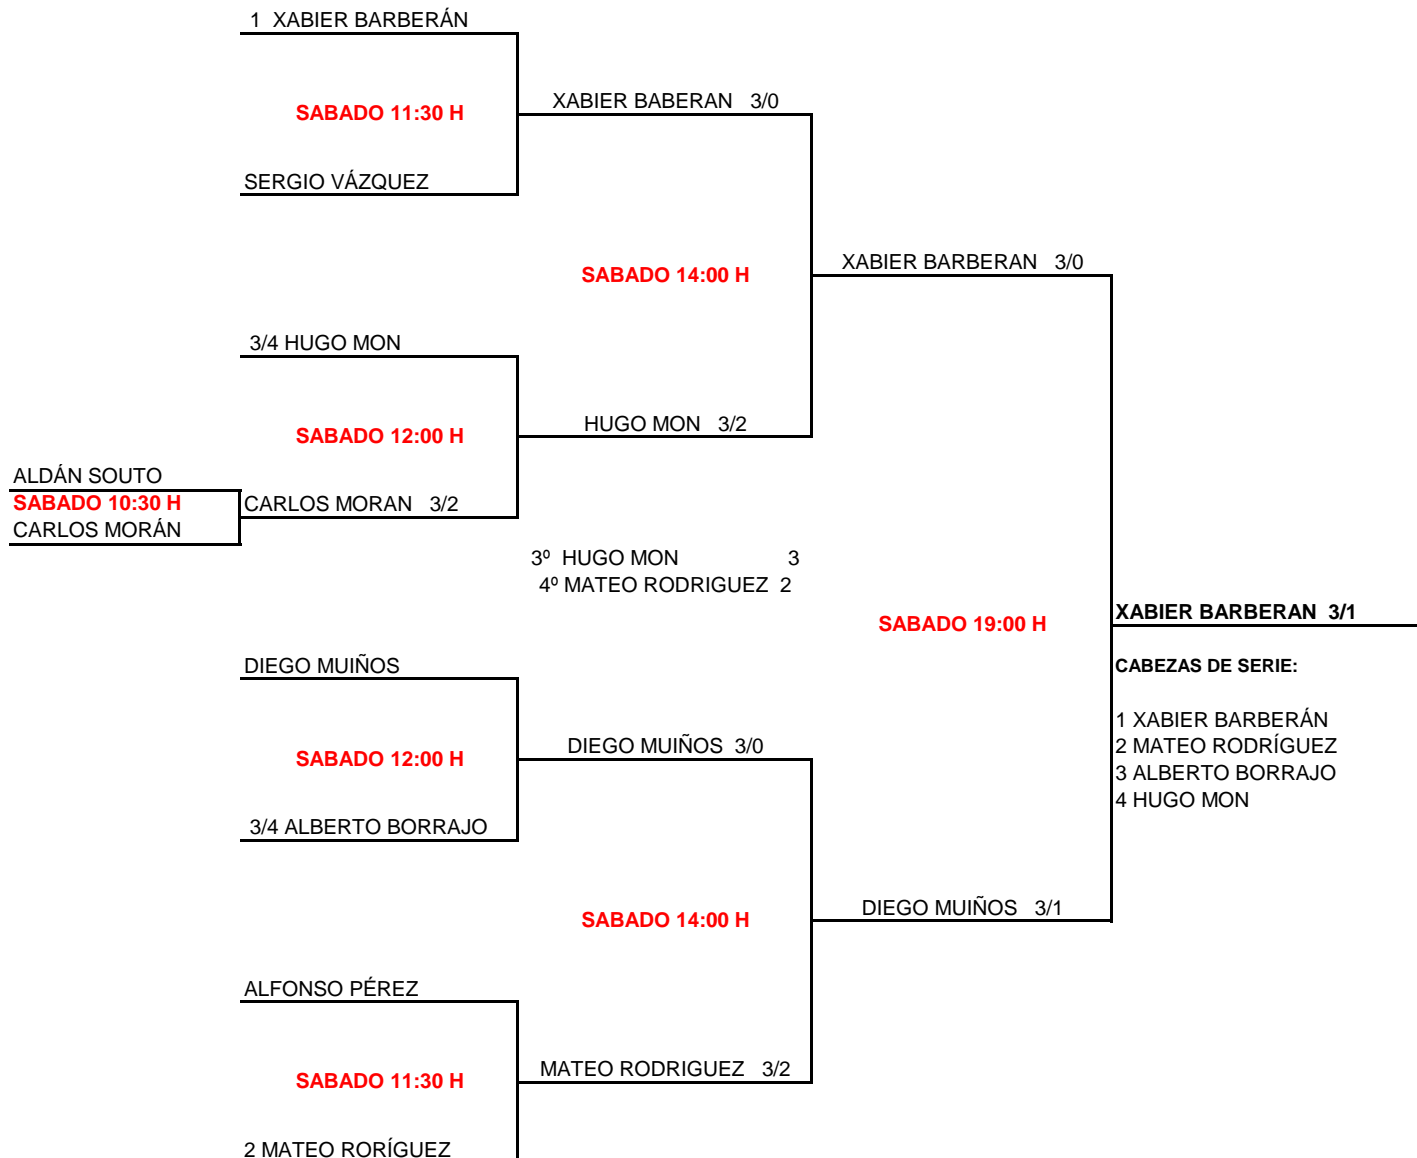 1 XABIER BARBERÁN
SABADO 11:30 H
XABIER BABERAN 3/0
SERGIO VÁZQUEZ
SABADO 14:00 H
XABIER BARBERAN 3/0
3/4 HUGO MON
SABADO 12:00 H
HUGO MON 3/2
ALDÁN SOUTO
SABADO 10:30 H
CARLOS MORÁN
CARLOS MORAN 3/2
3º HUGO MON 3
4º MATEO RODRIGUEZ 2
SABADO 19:00 H
XABIER BARBERAN 3/1
CABEZAS DE SERIE:
1 XABIER BARBERÁN
2 MATEO RODRÍGUEZ
3 ALBERTO BORRAJO
4 HUGO MON
DIEGO MUIÑOS
SABADO 12:00 H
DIEGO MUIÑOS 3/0
3/4 ALBERTO BORRAJO
SABADO 14:00 H
DIEGO MUIÑOS 3/1
ALFONSO PÉREZ
SABADO 11:30 H
MATEO RODRIGUEZ 3/2
2 MATEO RORÍGUEZ